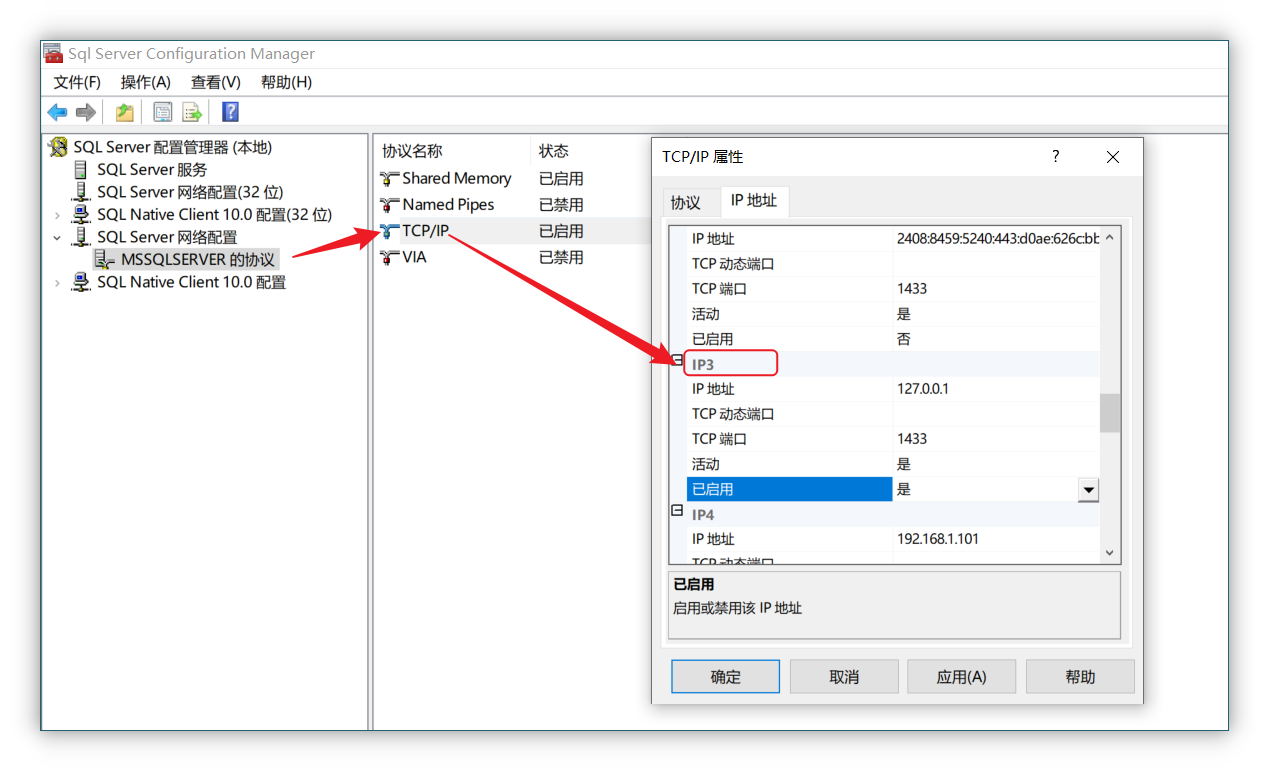 Sql Server Configuration Manager
文件(F) 操作(A) 查看(V) 帮助(H)
SQL Server 配置管理器 (本地)
SQL Server 服务
SQL Server 网络配置(32 位)
SQL Native Client 10.0 配置(32 位)
SQL Server 网络配置
MSSQLSERVER 的协议
SQL Native Client 10.0 配置
协议名称 状态
Shared Memory 已启用
Named Pipes 已禁用
TCP/IP 已启用
VIA 已禁用
TCP/IP 属性
协议 IP 地址
IP 地址 2408:8459:5240:443:d0ae:626c:bb
TCP 动态端口
TCP 端口 1433
活动 是
已启用 否
IP3
IP 地址 127.0.0.1
TCP 动态端口
TCP 端口 1433
活动 是
已启用 是
IP4
IP 地址 192.168.1.101
TCP 动态端口
已启用
启用或禁用该 IP 地址
确定 取消 应用(A) 帮助